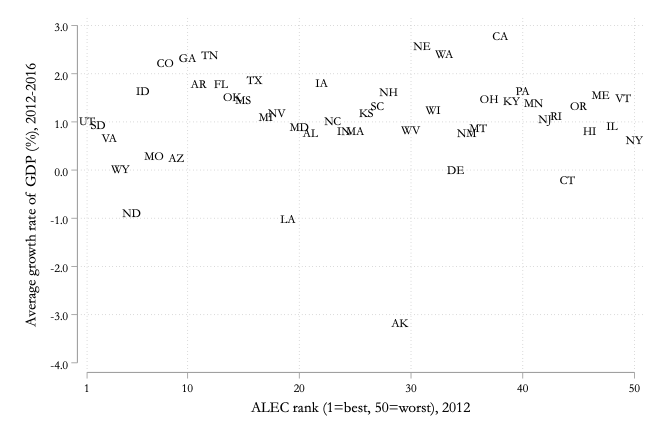 3.0
CA
NE
TN
WA
GA
CO
2.0
TX
IA
AR
FL
ID
NH
PA
ME
OK
VT
OH
MS
KY
MN
SC
OR
WI
NV
KS
MI
RI
NJ
UT
NC
1.0
SD
MD
IL
MT
WV
IN
MA
HI
AL
NM
VA
NY
MO
AZ
WY
0.0
DE
CT
ND
-1.0
LA
-2.0
-3.0
AK
-4.0
Average growth rate of GDP (%), 2012-2016
1 10 20 30 40 50
ALEC rank (1=best, 50=worst), 2012